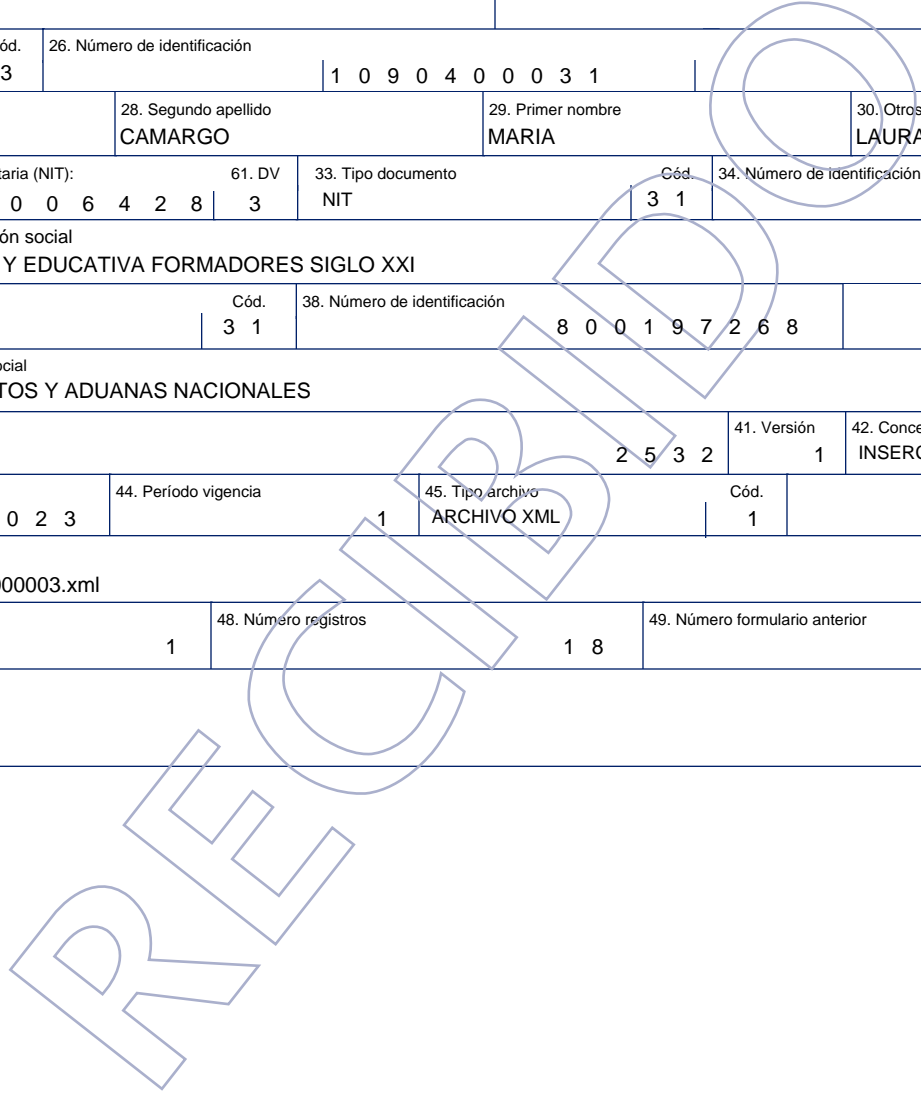 ód. 26. Número de identificación
3 1 0 9 0 4 0 0 0 3 1
28. Segundo apellido 29. Primer nombre 30. Otros
CAMARGO MARIA LAURA
taria (NIT): 61. DV 33. Tipo documento Cód. 34. Número de identificación
0 0 6 4 2 8 3 NIT 3 1
ón social
Y EDUCATIVA FORMADORES SIGLO XXI
Cód. 38. Número de identificación
3 1 8 0 0 1 9 7 2 6 8
ocial
TOS Y ADUANAS NACIONALES
41. Versión 42. Conce
2 5 3 2 1 INSERC
44. Período vigencia 45. Tipo archivo Cód.
0 2 3 1 ARCHIVO XML 1
000003.xml
48. Número registros 49. Número formulario anterior
1 1 8
RECIBIDO